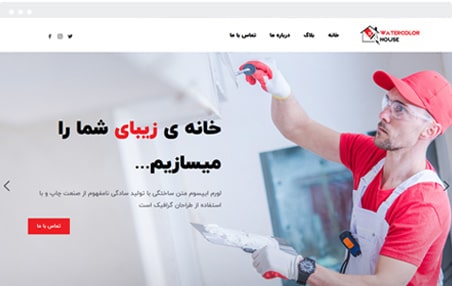 WATERCOLOR
HOUSE
خانه
بلاگ
درباره ما
تماس با ما
خانه ی زیبای شما را
میسازیم...
لورم ایپسوم متن ساختگی با تولید سادگی نامفهوم از صنعت چاپ و با
استفاده از طراحان گرافیک است
تماس با ما